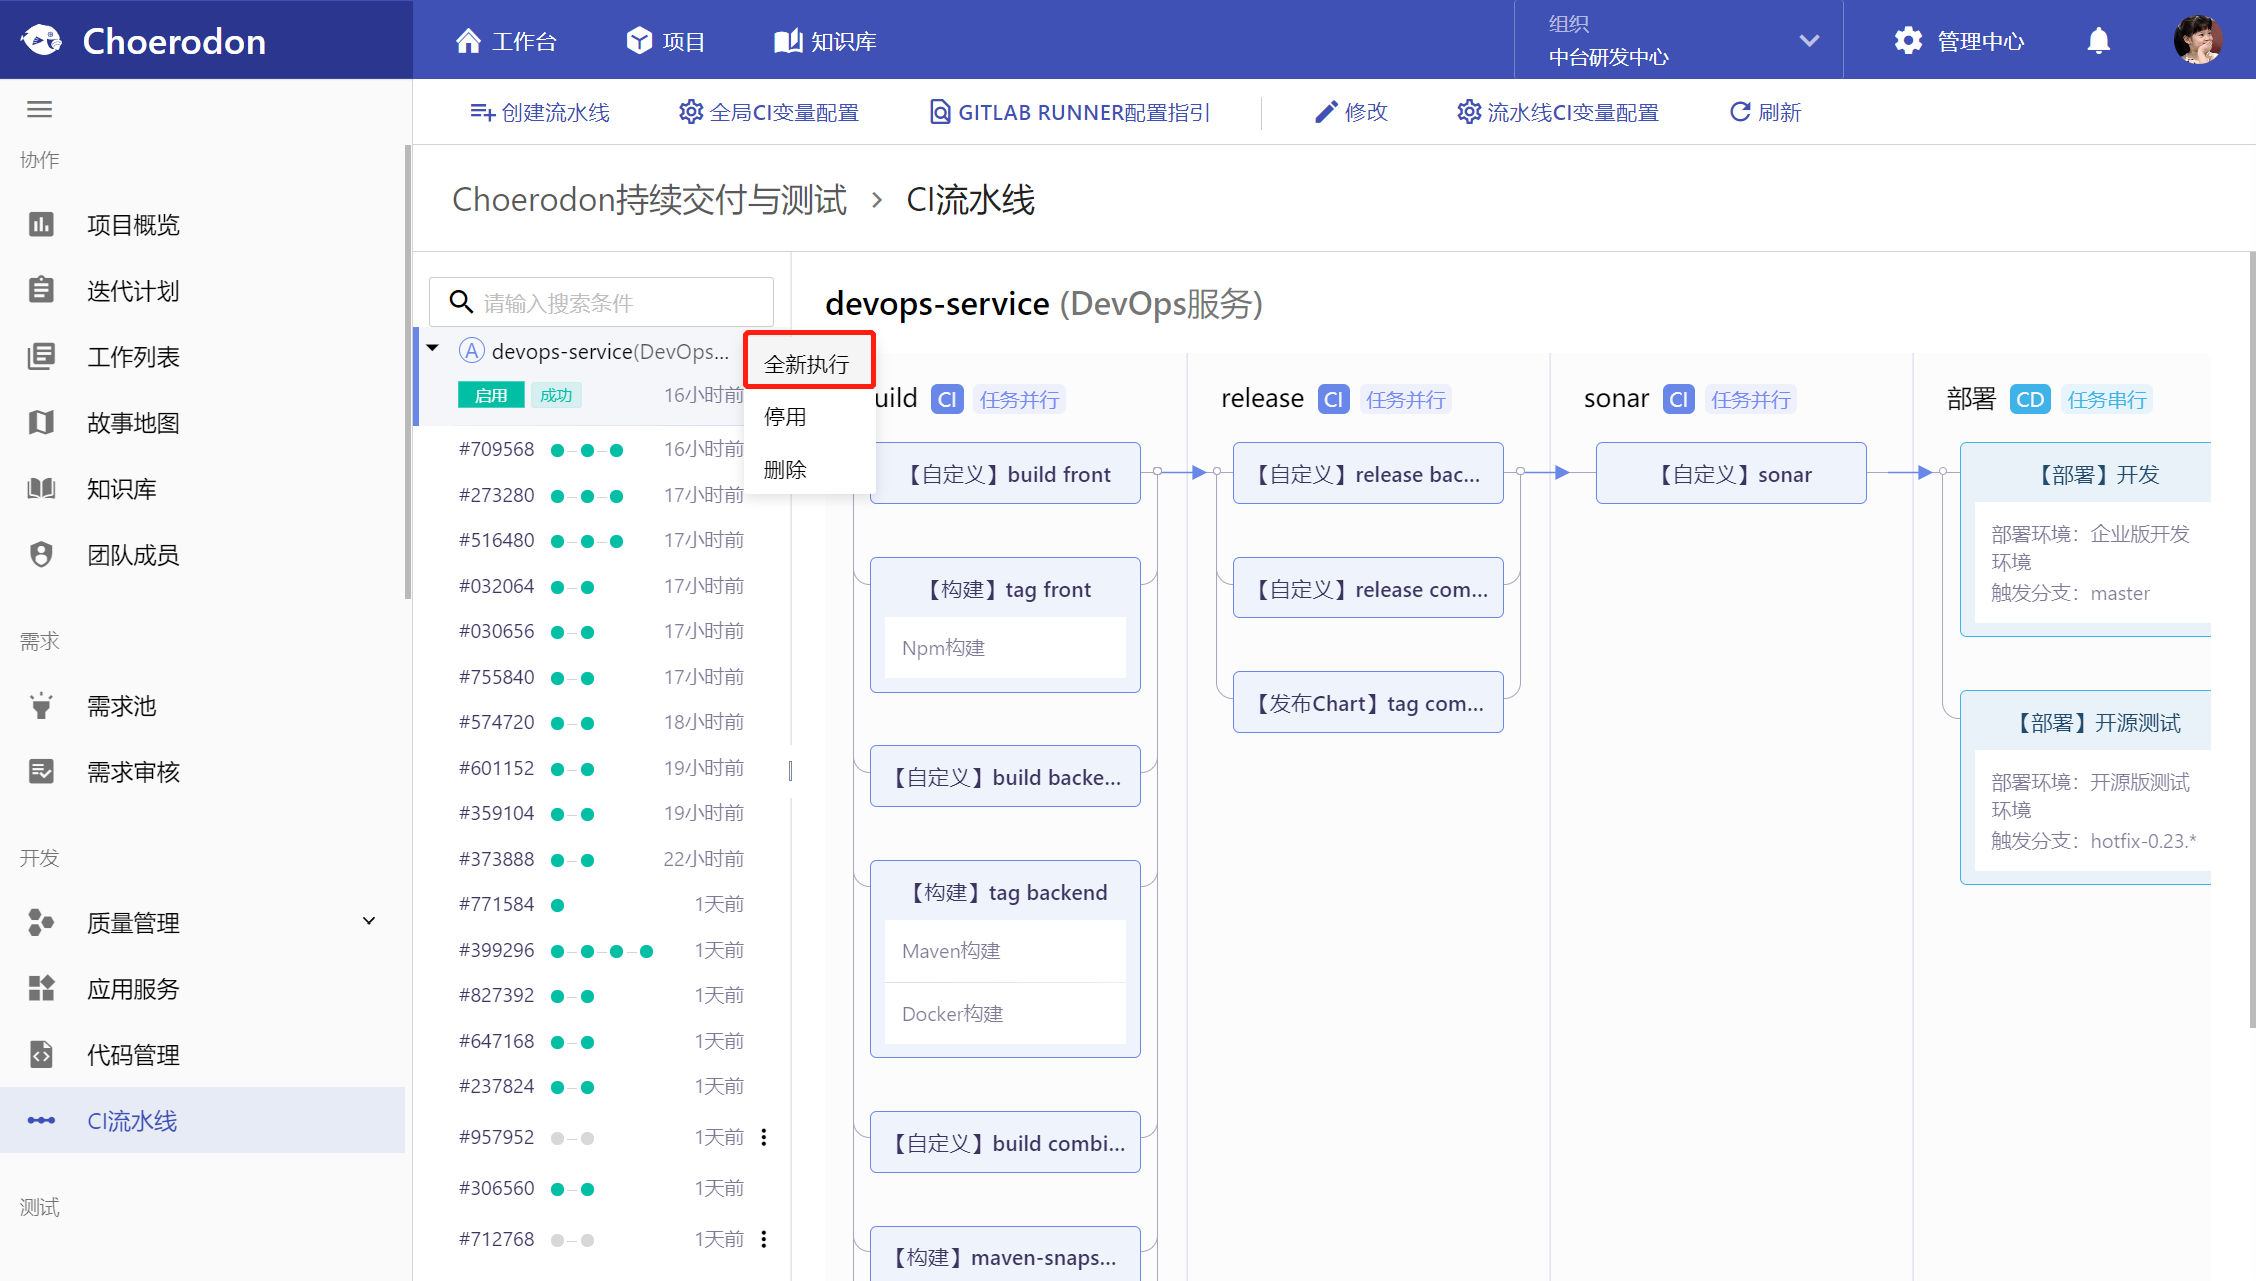 Choerodon
工作台
项目
知识库
组织
中台研发中心
管理中心
创建流水线
全局CI变量配置
GITLAB RUNNER配置指引
修改
流水线CI变量配置
刷新
协作
项目概览
迭代计划
工作列表
故事地图
知识库
团队成员
需求
需求池
需求审核
开发
质量管理
应用服务
代码管理
CI流水线
测试
Choerodon持续交付与测试 › CI流水线
请输入搜索条件
A devops-service(DevOps...
启用 成功 16小时前
全新执行
停用
删除
#709568 16小时前
#273280 17小时前
#516480 17小时前
#032064 17小时前
#030656 17小时前
#755840 17小时前
#574720 18小时前
#601152 19小时前
#359104 19小时前
#373888 22小时前
#771584 1天前
#399296 1天前
#827392 1天前
#647168 1天前
#237824 1天前
#957952 1天前
#306560 1天前
#712768 1天前
devops-service (DevOps服务)
uild CI 任务并行
【自定义】build front
【构建】tag front
Npm构建
【自定义】build backe...
【构建】tag backend
Maven构建
Docker构建
【自定义】build combi...
【构建】maven-snaps...
release CI 任务并行
【自定义】release bac...
【自定义】release com...
【发布Chart】tag com...
sonar CI 任务并行
【自定义】sonar
部署 CD 任务串行
【部署】开发
部署环境：企业版开发
环境
触发分支：master
【部署】开源测试
部署环境：开源版测试
环境
触发分支：hotfix-0.23.*